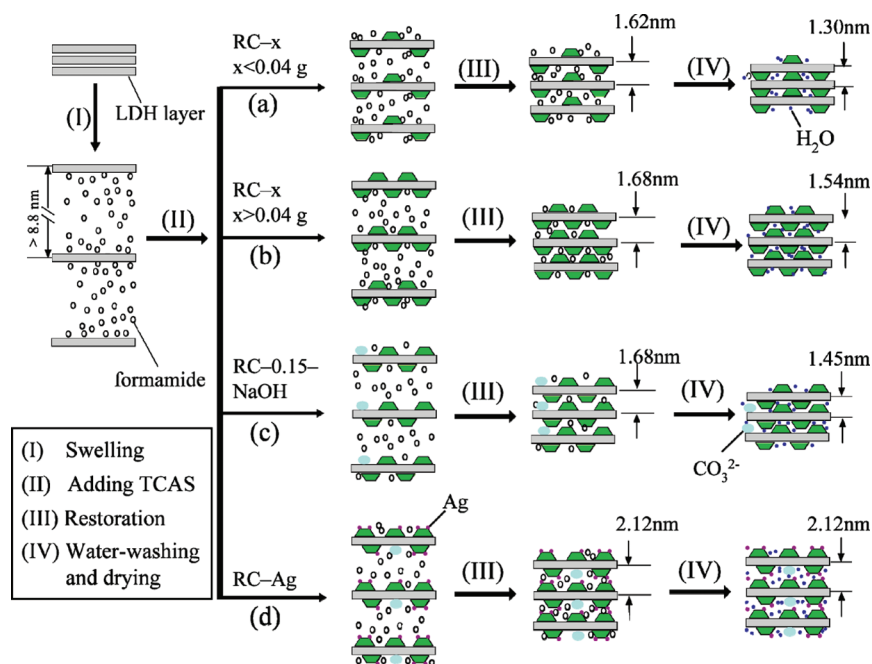 LDH layer
(I)
> 8.8 nm
formamide
(II)
RC–x
x<0.04 g
(a)
(III)
1.62nm
(IV)
1.30nm
H2O
RC–x
x>0.04 g
(b)
(III)
1.68nm
(IV)
1.54nm
RC–0.15–
NaOH
(c)
(III)
1.68nm
(IV)
1.45nm
CO3 2-
RC–Ag
(d)
Ag
(III)
2.12nm
(IV)
2.12nm
(I) Swelling
(II) Adding TCAS
(III) Restoration
(IV) Water-washing
and drying